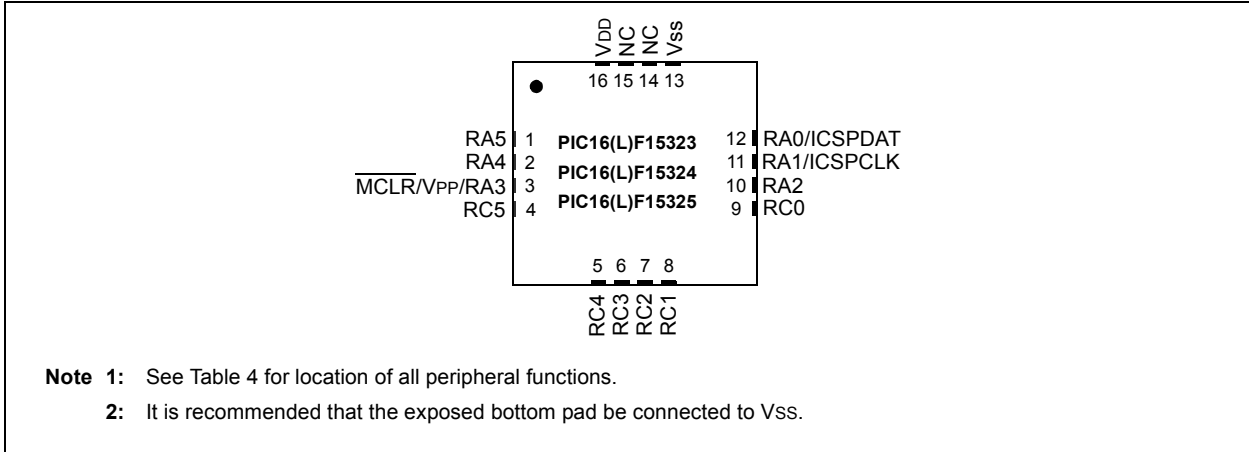 VDD NC NC Vss
16 15 14 13
RA5 1 PIC16(L)F15323 12 RA0/ICSPDAT
RA4 2 PIC16(L)F15324 11 RA1/ICSPCLK
MCLR/VPP/RA3 3 PIC16(L)F15325 10 RA2
RC5 4 9 RC0
5 6 7 8
RC4 RC3 RC2 RC1
Note 1: See Table 4 for location of all peripheral functions.
2: It is recommended that the exposed bottom pad be connected to VSS.